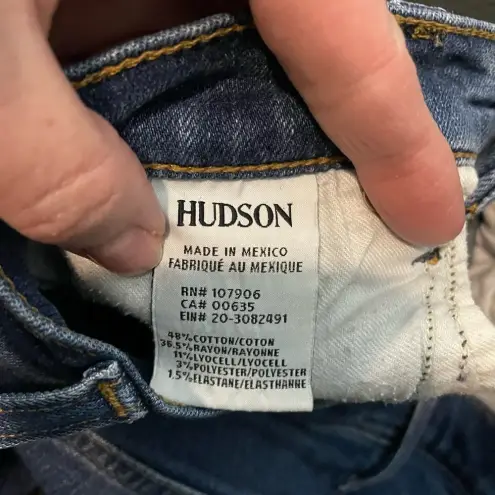 HUDSON
MADE IN MEXICO
FABRIQUÉ AU MEXIQUE
RN# 107906
CA# 00635
EIN# 20-3082491
48%COTTON/COTON
36.5%RAYON/RAYONNE
11%LYOCELL/LYOCELL
3%POLYESTER/POLYESTER
1.5%ELASTANE/ÉLASTHANNE